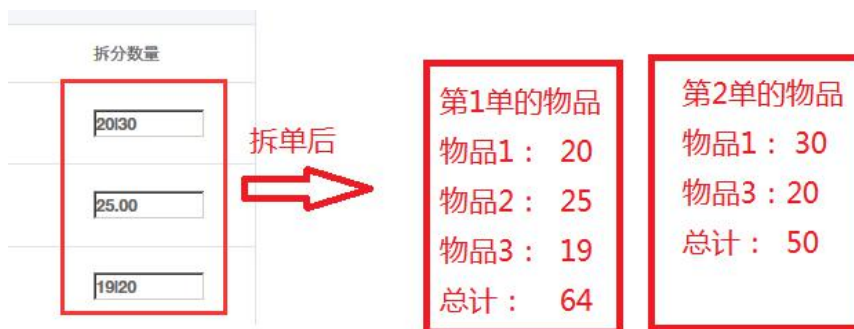 拆分数量
20|30
25.00
19|20
拆单后
第1单的物品
物品1： 20
物品2： 25
物品3： 19
总计： 64
第2单的物品
物品1： 30
物品3：20
总计： 50